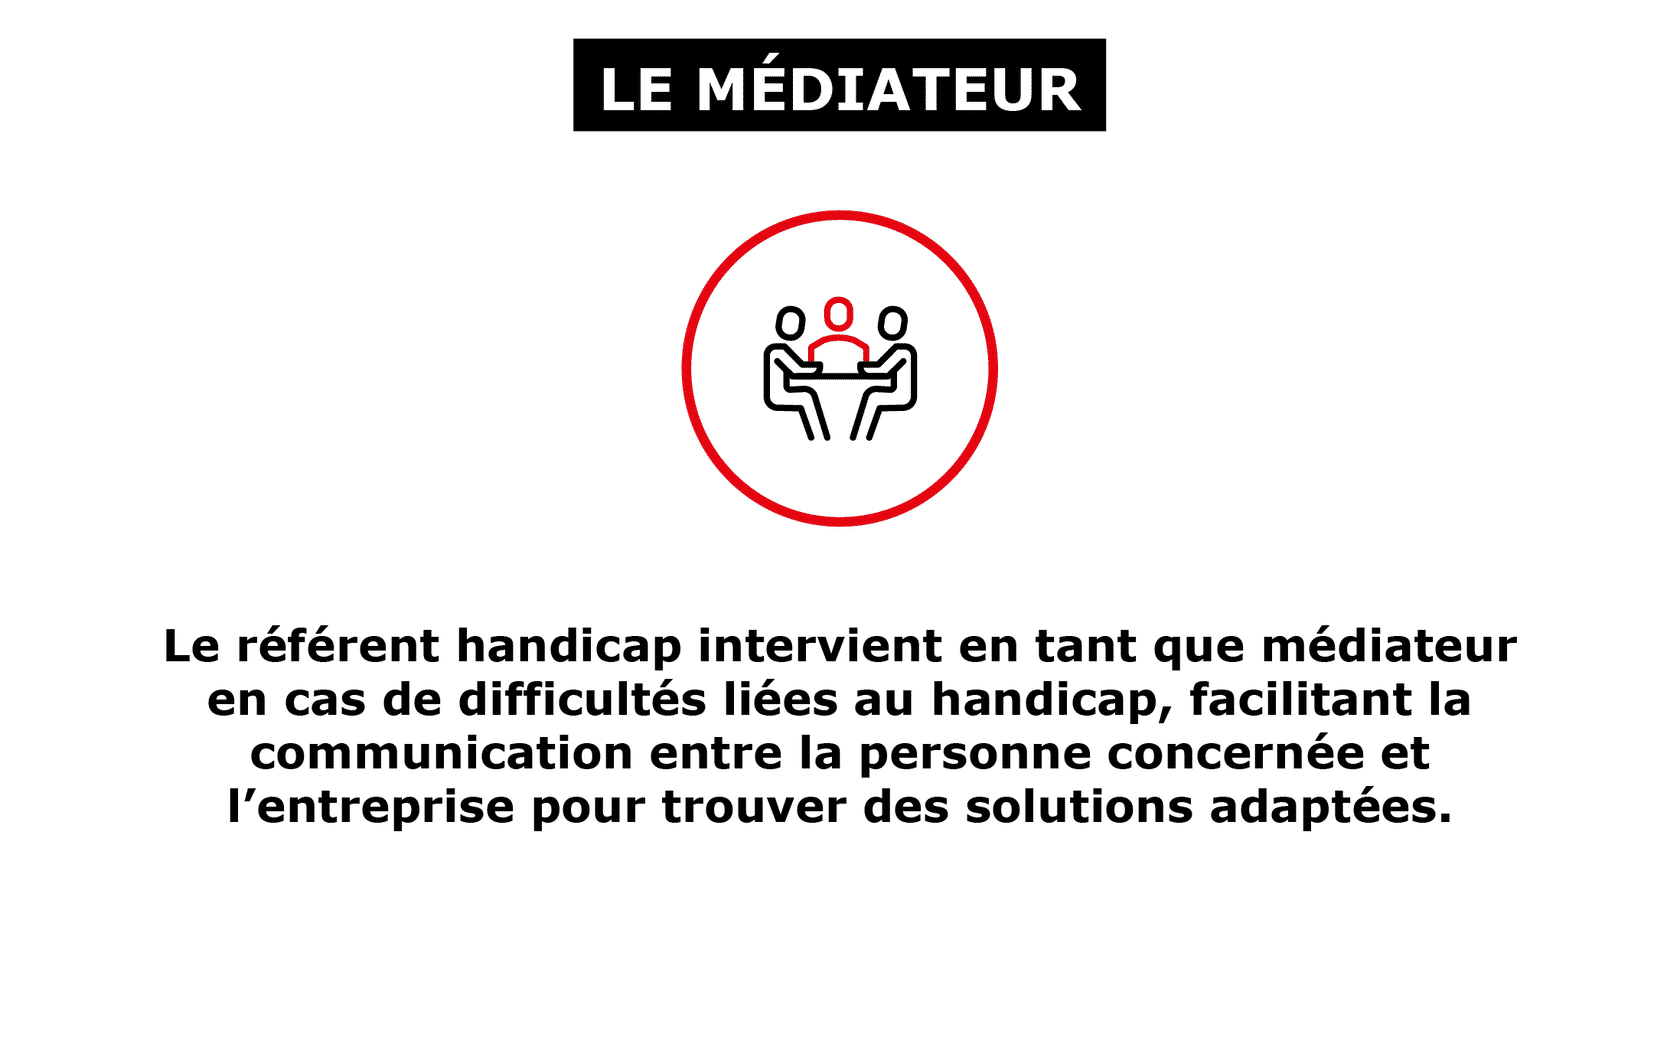 LE MÉDIATEUR
Le référent handicap intervient en tant que médiateur
en cas de difficultés liées au handicap, facilitant la
communication entre la personne concernée et
l’entreprise pour trouver des solutions adaptées.